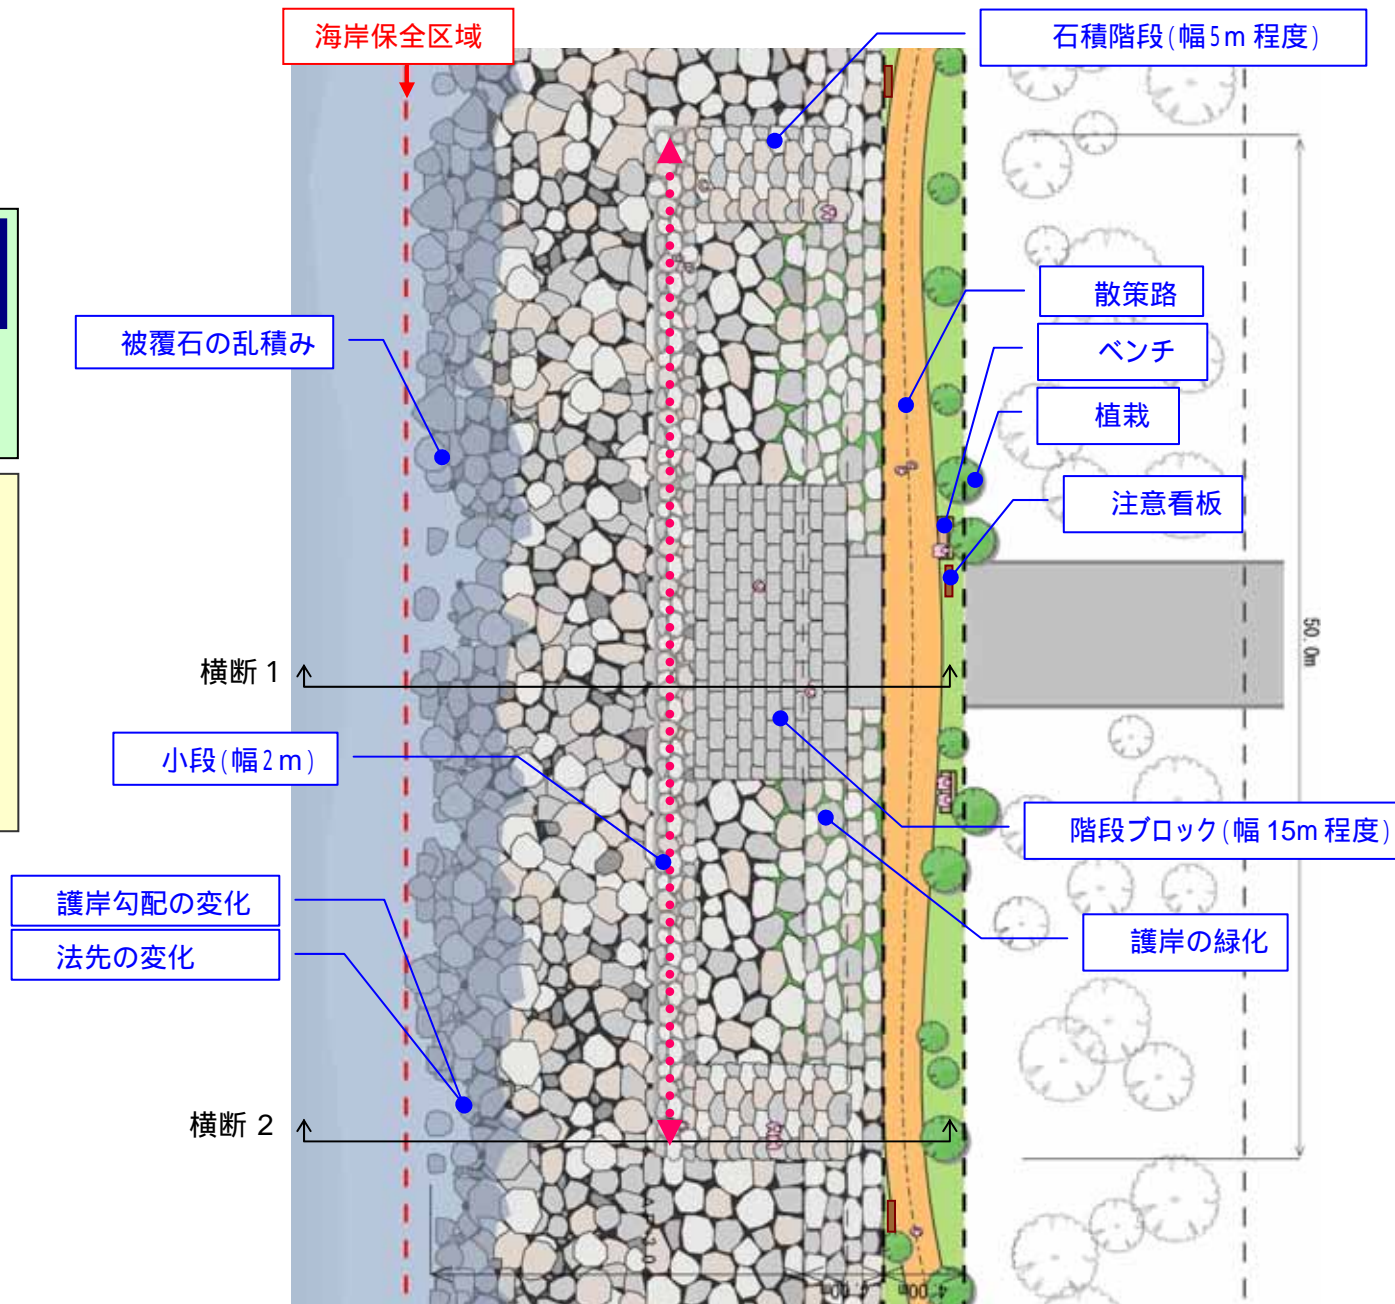 海岸保全区域
石積階段(幅5m 程度)
散策路
ベンチ
植栽
注意看板
被覆石の乱積み
50.0m
横断 1
小段(幅2m)
階段ブロック(幅 15m 程度)
護岸勾配の変化
護岸の緑化
法先の変化
横断 2
4.00m